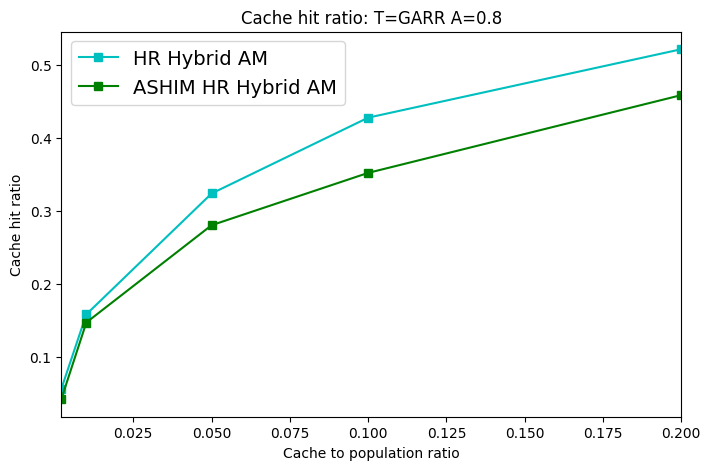 Cache hit ratio: T=GARR A=0.8
HR Hybrid AM
ASHIM HR Hybrid AM
Cache hit ratio
0.5
0.4
0.3
0.2
0.1
0.025 0.050 0.075 0.100 0.125 0.150 0.175 0.200
Cache to population ratio